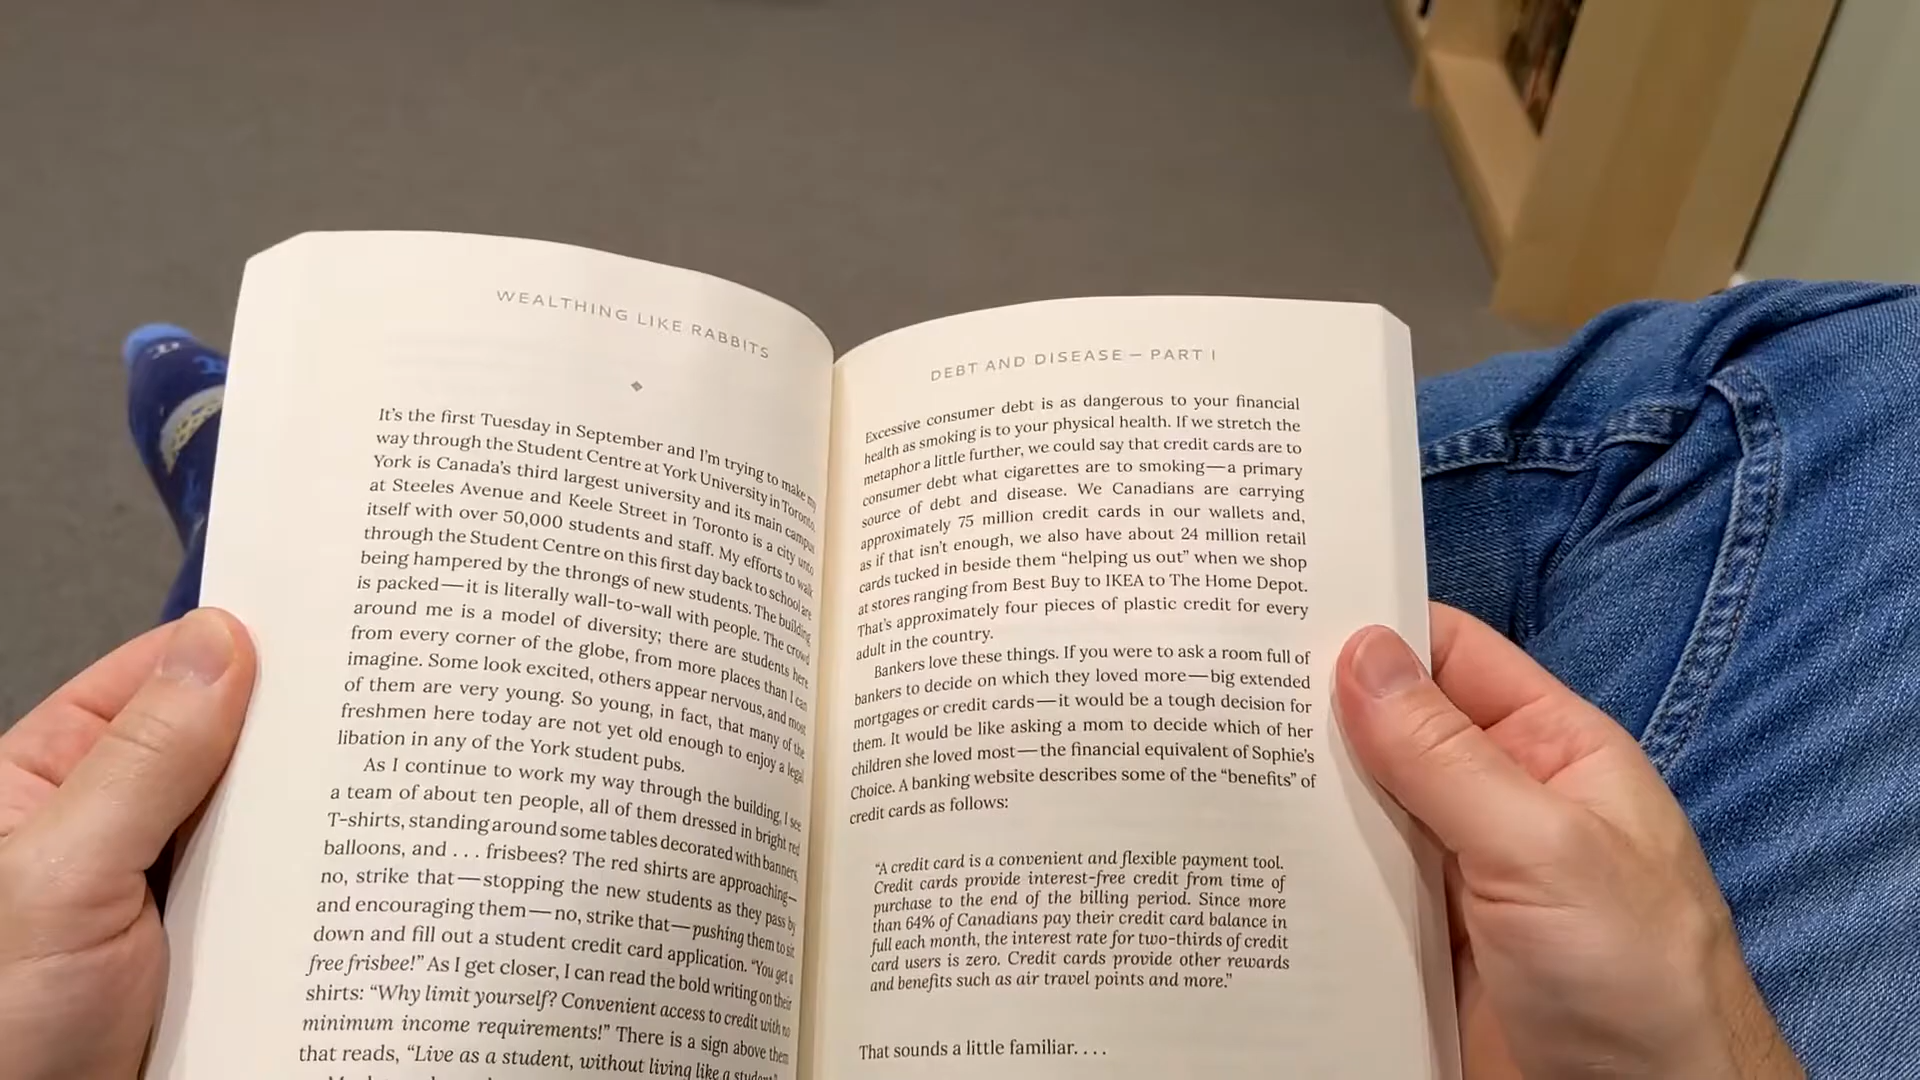 WEALTHING LIKE RABBITS
It's the first Tuesday in September and I'm trying to make my
way through the Student Centre at York University in Toronto.
York is Canada's third largest university and its main campus
at Steeles Avenue and Keele Street in Toronto is a city unto
itself with over 50,000 students and staff. My efforts to walk
through the Student Centre on this first day back to school are
being hampered by the throngs of new students. The building
is packed—it is literally wall-to-wall with people. The crowd
around me is a model of diversity; there are students here
from every corner of the globe, from more places than I can
imagine. Some look excited, others appear nervous, and most
of them are very young. So young, in fact, that many of the
freshmen here today are not yet old enough to enjoy a legal
libation in any of the York student pubs.
As I continue to work my way through the building, I see
a team of about ten people, all of them dressed in bright red
T-shirts, standing around some tables decorated with banners,
balloons, and . . . frisbees? The red shirts are approaching—
no, strike that—stopping the new students as they pass by
and encouraging them—no, strike that—pushing them to sit
down and fill out a student credit card application. “You get a
free frisbee!” As I get closer, I can read the bold writing on their
shirts: “Why limit yourself? Convenient access to credit with no
minimum income requirements!” There is a sign above them
that reads, “Live as a student, without living like a student”
DEBT AND DISEASE — PART I
Excessive consumer debt is as dangerous to your financial
health as smoking is to your physical health. If we stretch the
metaphor a little further, we could say that credit cards are to
consumer debt what cigarettes are to smoking—a primary
source of debt and disease. We Canadians are carrying
approximately 75 million credit cards in our wallets and,
as if that isn't enough, we also have about 24 million retail
cards tucked in beside them “helping us out” when we shop
at stores ranging from Best Buy to IKEA to The Home Depot.
That's approximately four pieces of plastic credit for every
adult in the country.
Bankers love these things. If you were to ask a room full of
bankers to decide on which they loved more—big extended
mortgages or credit cards—it would be a tough decision for
them. It would be like asking a mom to decide which of her
children she loved most—the financial equivalent of Sophie's
Choice. A banking website describes some of the “benefits” of
credit cards as follows:
“A credit card is a convenient and flexible payment tool.
Credit cards provide interest-free credit from time of
purchase to the end of the billing period. Since more
than 64% of Canadians pay their credit card balance in
full each month, the interest rate for two-thirds of credit
card users is zero. Credit cards provide other rewards
and benefits such as air travel points and more.”
That sounds a little familiar. . . .